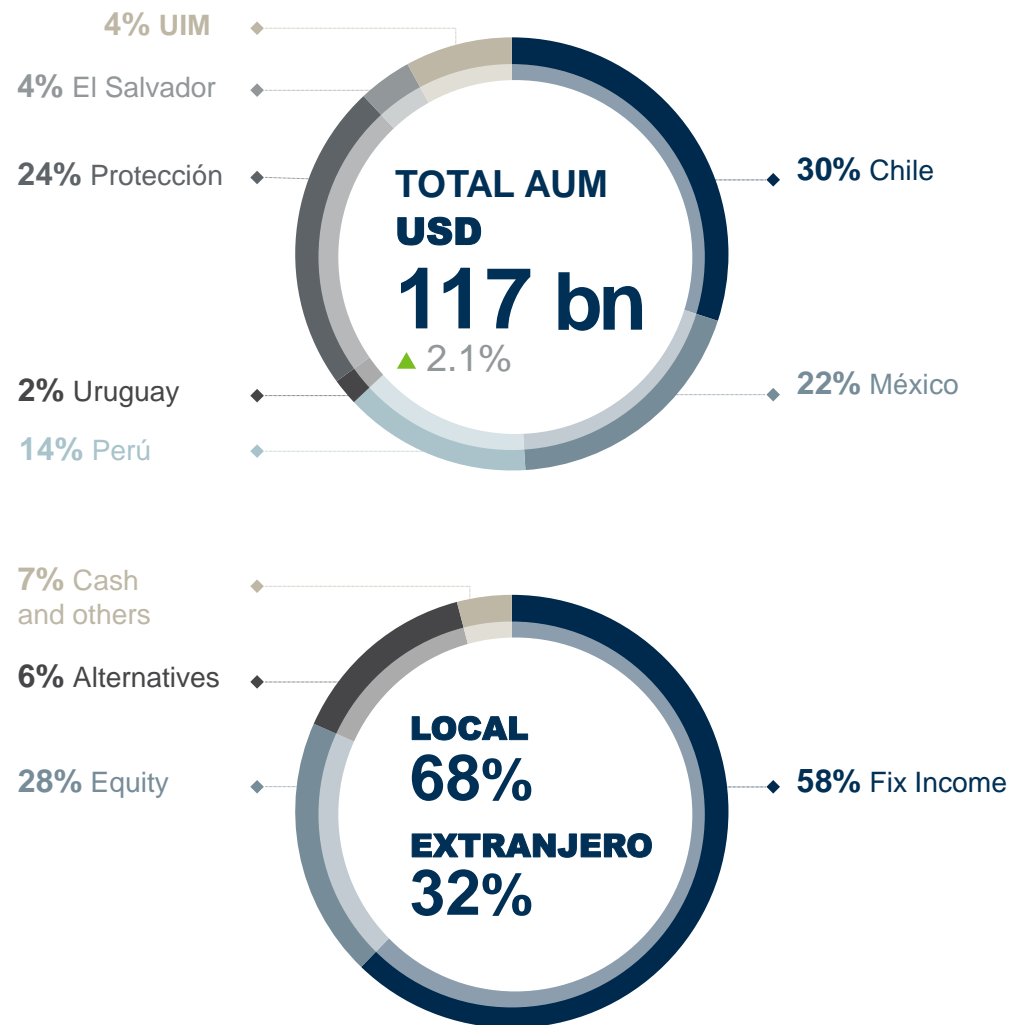 4% UIM
4% El Salvador
24% Protección
2% Uruguay
14% Perú
TOTAL AUM
USD
117 bn
▲ 2.1%
30% Chile
22% México
7% Cash
and others
6% Alternatives
28% Equity
LOCAL
68%
EXTRANJERO
32%
58% Fix Income